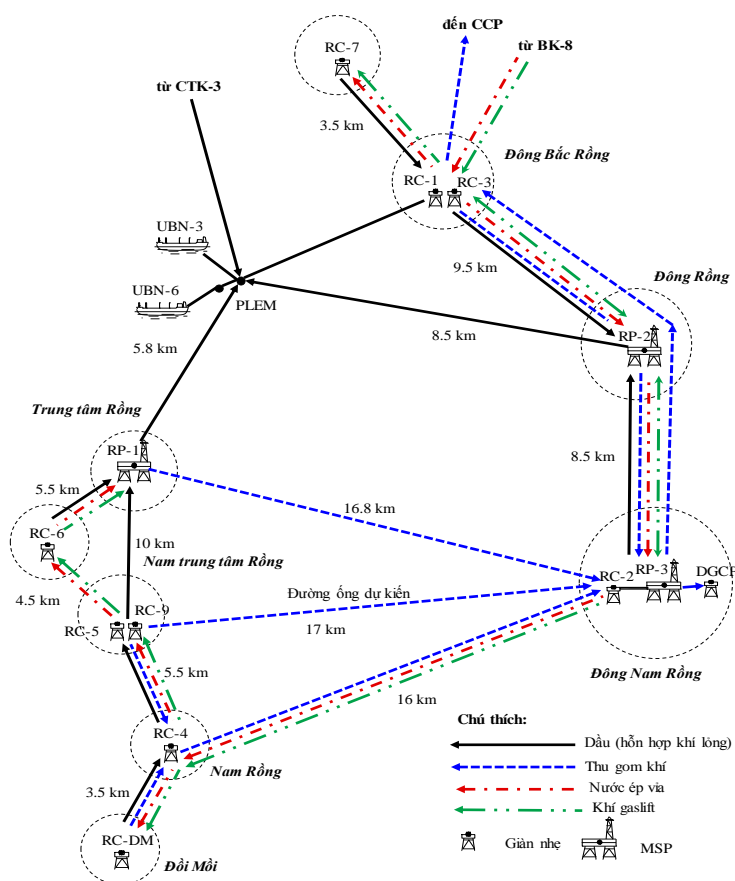 đến CCP
từ BK-8
RC-7
từ CTK-3
3.5 km
Đông Bắc Rồng
RC-1
RC-3
UBN-3
9.5 km
Đông Rồng
UBN-6
PLEM
8.5 km
RP-2
5.8 km
Trung tâm Rồng
RP-1
8.5 km
5.5 km
16.8 km
RC-6
10 km
Nam trung tâm Rồng
RC-2
RP-3
DGCP
4.5 km
RC-9
Đường ống dự kiến
RC-5
17 km
5.5 km
Đông Nam Rồng
16 km
RC-4
Chú thích:
Nam Rồng
Dầu (hỗn hợp khí lỏng)
Thu gom khí
3.5 km
Nước ép vỉa
Khí gaslift
RC-DM
Giàn nhẹ
MSP
Đồi Mồi